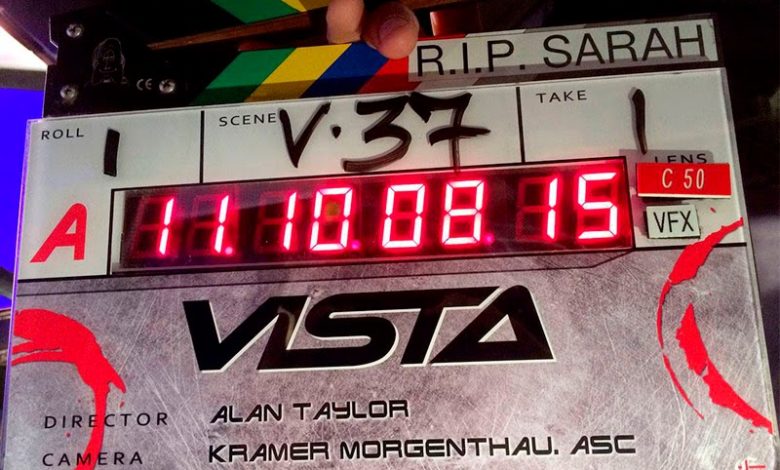 R.I.P. SARAH
CE
ROLL 1 SCENE V·37 TAKE 1
LENS
C 50
A 11.10 08 15
VFX
VISTA
DIRECTOR ALAN TAYLOR
CAMERA KRAMER MORGENTHAU. ASC